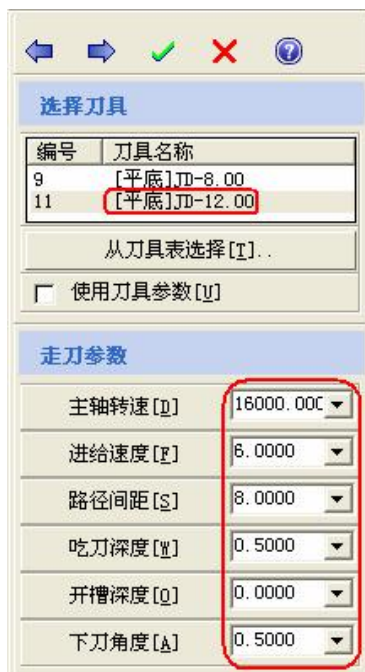 选择刀具
编号 刀具名称
9 [平底]JD-8.00
11 [平底]JD-12.00
从刀具表选择[T]..
使用刀具参数[U]
走刀参数
主轴转速[D] 16000.000
进给速度[F] 6.0000
路径间距[S] 8.0000
吃刀深度[W] 0.5000
开槽深度[O] 0.0000
下刀角度[A] 0.5000